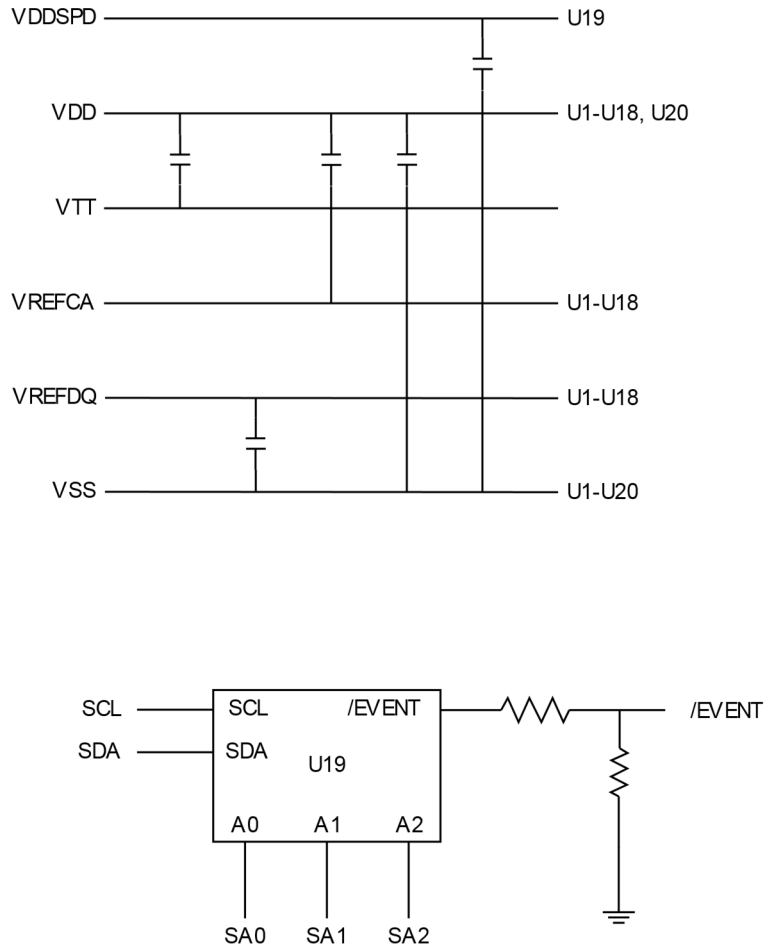 VDDSPD U19
VDD U1-U18, U20
VTT
VREFCA U1-U18
VREFDQ U1-U18
VSS U1-U20
SCL SCL /EVENT /EVENT
SDA SDA
U19
A0 A1 A2
SA0 SA1 SA2